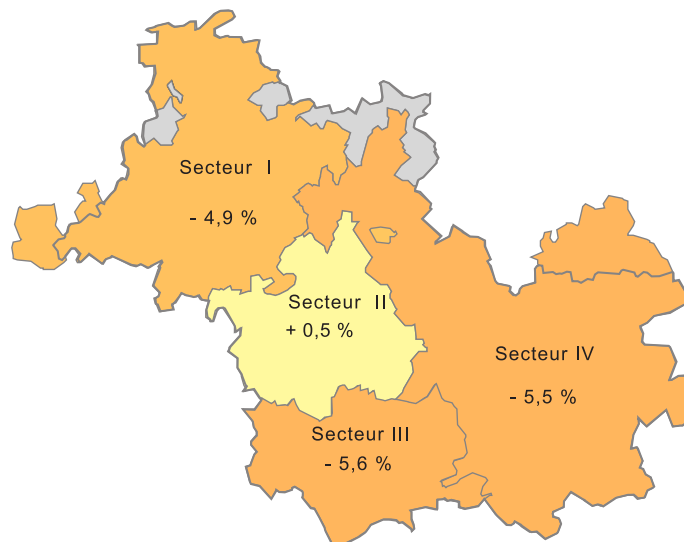 Secteur I
- 4,9 %
Secteur II
+ 0,5 %
Secteur IV
- 5,5 %
Secteur III
- 5,6 %